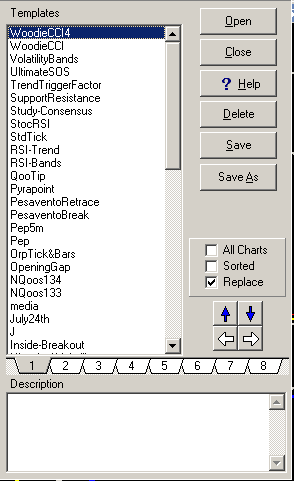 Templates
WoodieCCI4
WoodieCCI
VolatilityBands
UltimateSOS
TrendTriggerFactor
SupportResistance
Study-Consensus
StocRSI
StdTick
RSI-Trend
RSI-Bands
QooTip
Pyrapoint
PesaventoRetrace
PesaventoBreak
Pep5m
Pep
OrpTick&Bars
OpeningGap
NQoos134
NQoos133
media
July24th
J
Inside-Breakout
Open
Close
? Help
Delete
Save
Save As
All Charts
Sorted
Replace
1 2 3 4 5 6 7 8
Description